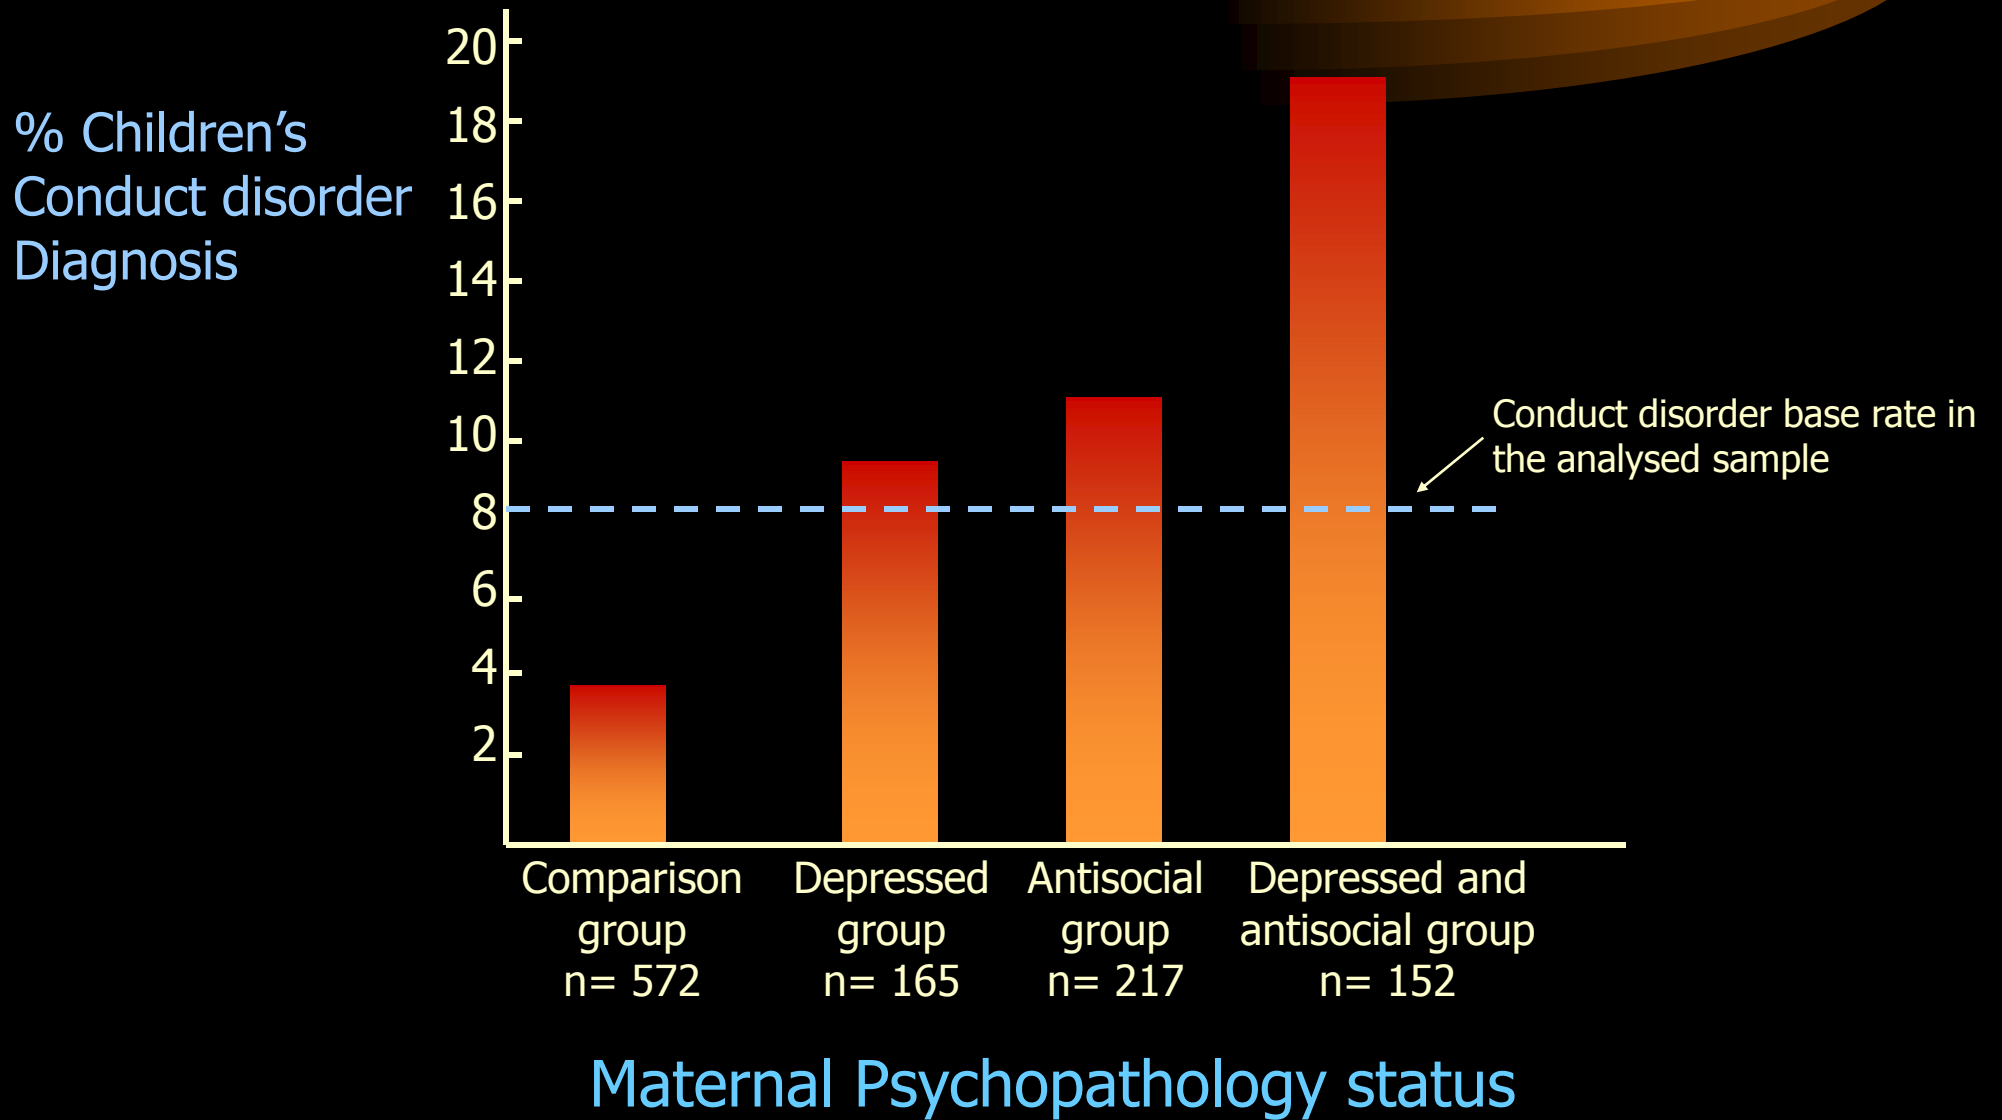 % Children’s
Conduct disorder
Diagnosis
20
18
16
14
12
10
8
6
4
2
Conduct disorder base rate in
the analysed sample
Comparison
group
n= 572
Depressed
group
n= 165
Antisocial
group
n= 217
Depressed and
antisocial group
n= 152
Maternal Psychopathology status